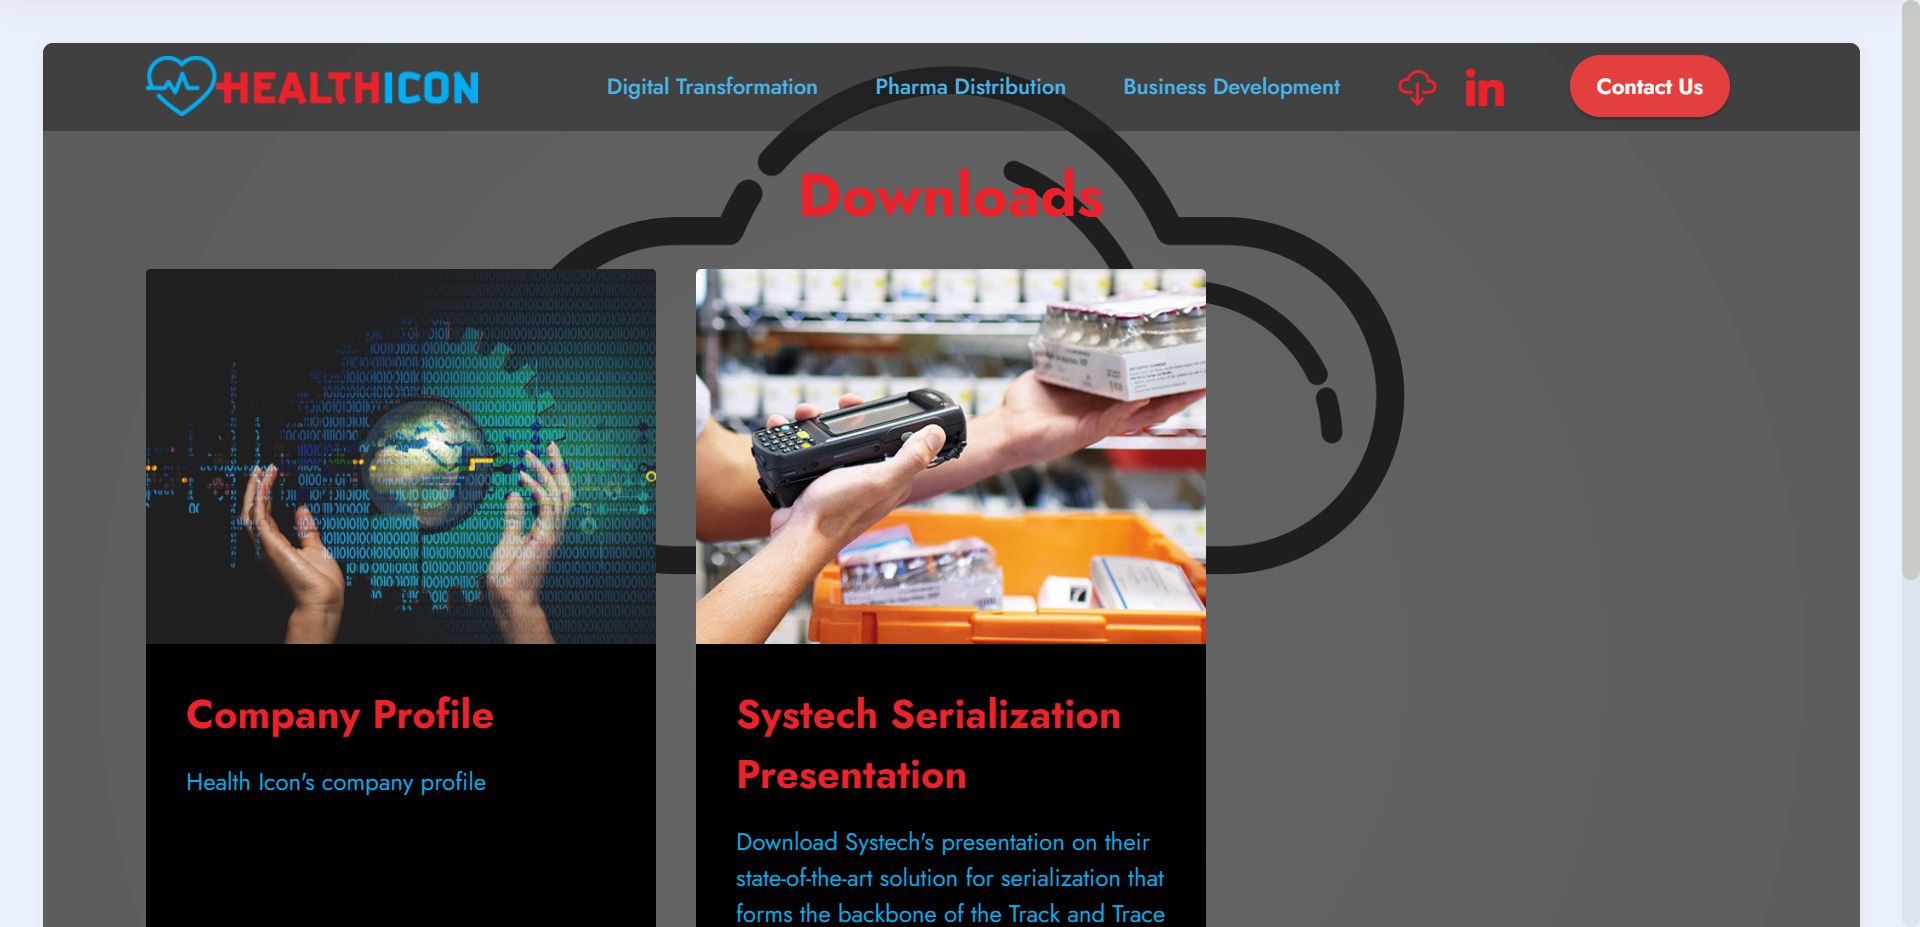 HEALTHICON
Digital Transformation
Pharma Distribution
Business Development
in
Contact Us
Downloads
Company Profile
Health Icon's company profile
Systech Serialization
Presentation
Download Systech's presentation on their
state-of-the-art solution for serialization that
forms the backbone of the Track and Trace